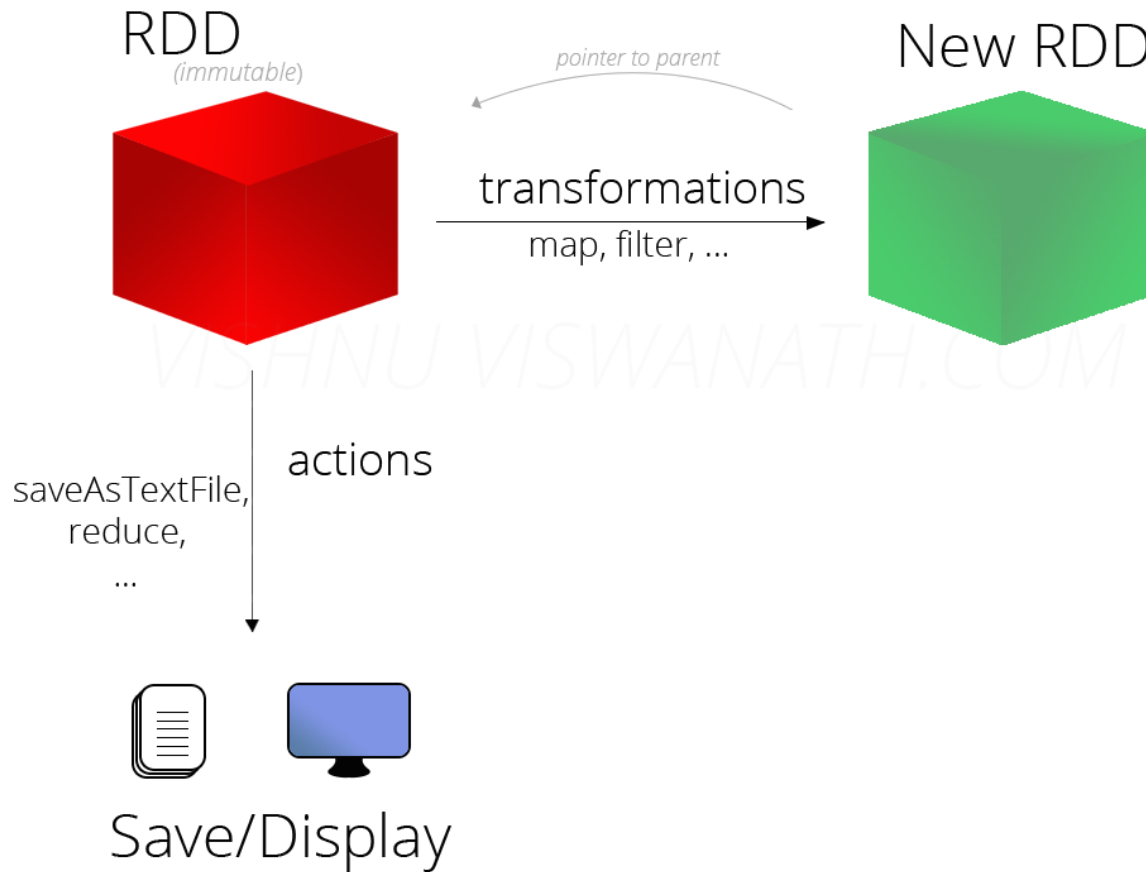 RDD
(immutable)
pointer to parent
New RDD
transformations
map, filter, ...
VISHNU VISWANATH.COM
actions
saveAsTextFile,
reduce,
...
Save/Display